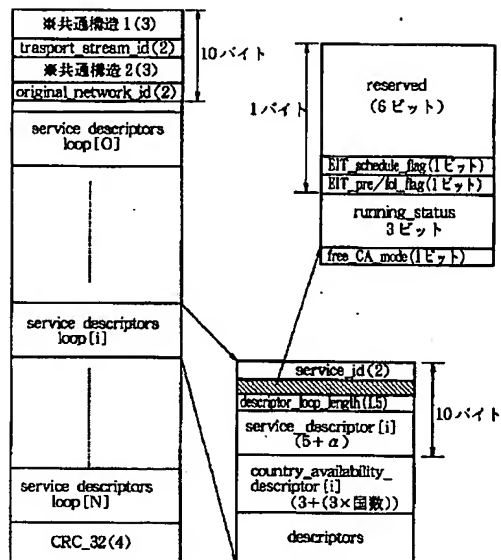 ※共通構造1(3)
trasport_stream_id(2)
※共通構造2(3)
original_network_id(2)
10バイト
service descriptors
loop[0]
service descriptors
loop[i]
service descriptors
loop[N]
CRC_32(4)
1バイト
reserved
(6ビット)
EIT_schedule_flag(1ビット)
EIT_pre/fol_flag(1ビット)
running_status
3ビット
free_CA_mode(1ビット)
service_id(2)
descriptor_loop_length(1.5)
service_descriptor[i]
(5+α)
10バイト
country_availability_
descriptor[i]
(3+(3×国数))
descriptors